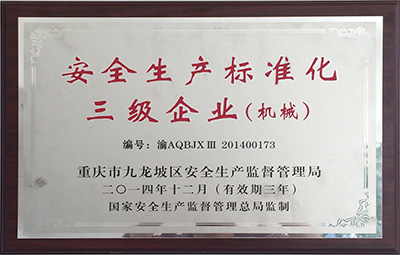 安全生产标准化
三级企业(机械)
编号：渝AQBJX Ⅲ 201400173
重庆市九龙坡区安全生产监督管理局
二〇一四年十二月(有效期三年)
国家安全生产监督管理总局监制